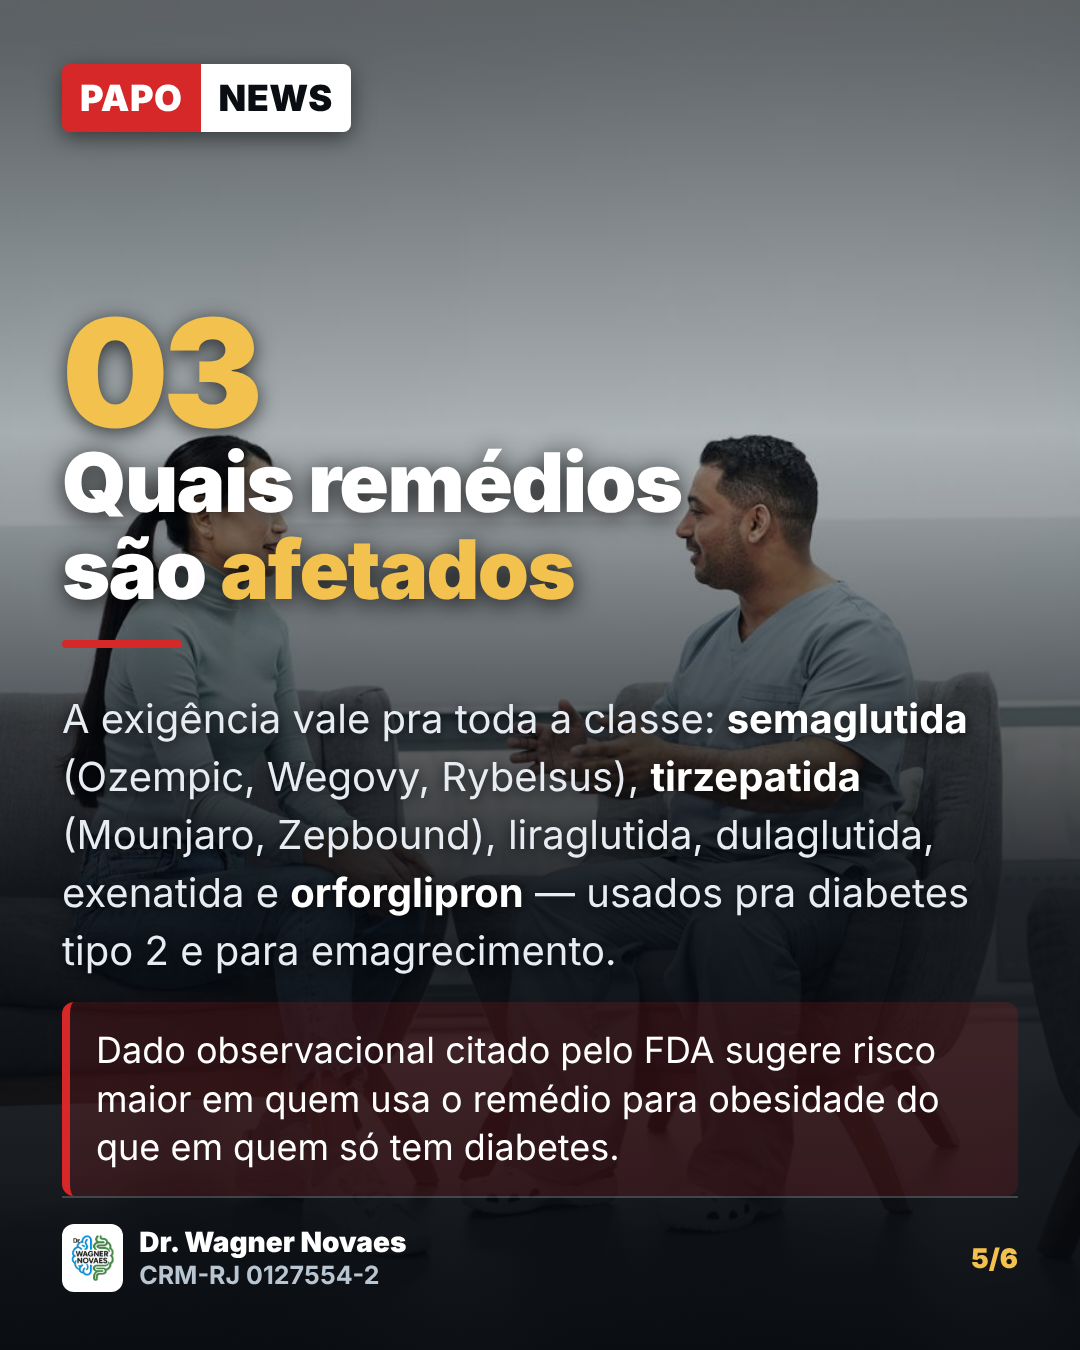 PAPO NEWS
03
Quais remédios
são afetados
A exigência vale pra toda a classe: semaglutida
(Ozempic, Wegovy, Rybelsus), tirzepatida
(Mounjaro, Zepbound), liraglutida, dulaglutida,
exenatida e orforglipron — usados pra diabetes
tipo 2 e para emagrecimento.
Dado observacional citado pelo FDA sugere risco
maior em quem usa o remédio para obesidade do
que em quem só tem diabetes.
Dr. WAGNER
NOVAES
Dr. Wagner Novaes
CRM-RJ 0127554-2
5/6